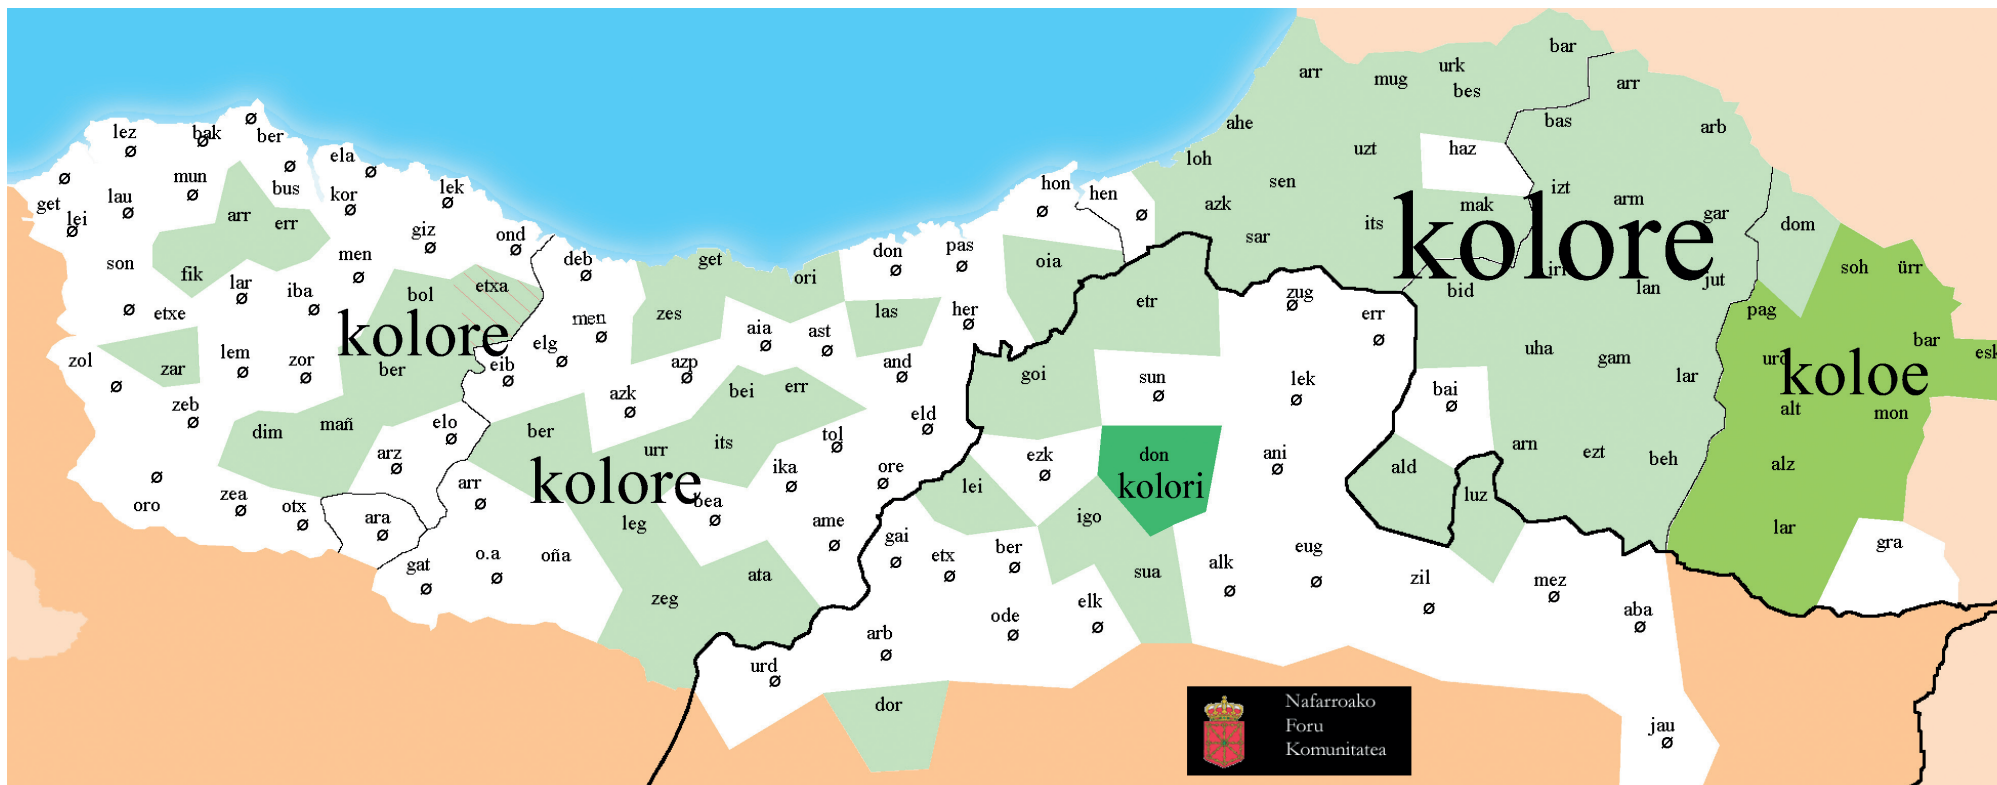 bar
urk
arr
mug
bes
arr
lez
bak
ber
ahe
bas
arb
ela
loh
uzt
haz
mun
bus
lau
kor
lek
hon
hen
sen
izt
arm
get
lei
arr
err
giz
ond
azk
its
mak
gar
dom
sar
kolore
son
fik
men
deb
get
ori
don
pas
oia
soh
ürr
lar
iba
bol
etxa
zug
bid
iri
lan
jut
etxe
kolore
men
zes
aia
ast
las
her
etr
err
pag
zol
zar
lem
zor
ber
elg
eib
azp
and
goi
sun
lek
bai
uha
gam
lar
urd
koloe
bar
esk
zeb
dim
mañ
elo
azk
bei
err
eld
alt
mon
ber
urr
its
tol
ezk
don
ani
ald
arn
ezt
beh
alz
arz
kolore
ika
ore
lei
kolori
luz
oro
zea
otx
ara
arr
bea
leg
ame
gai
igo
lar
gra
gat
o.a
oña
ata
etx
ber
sua
alk
eug
zil
mez
zeg
arb
ode
elk
aba
urd
dor
jau
Nafarroako
Foru
Komunitatea